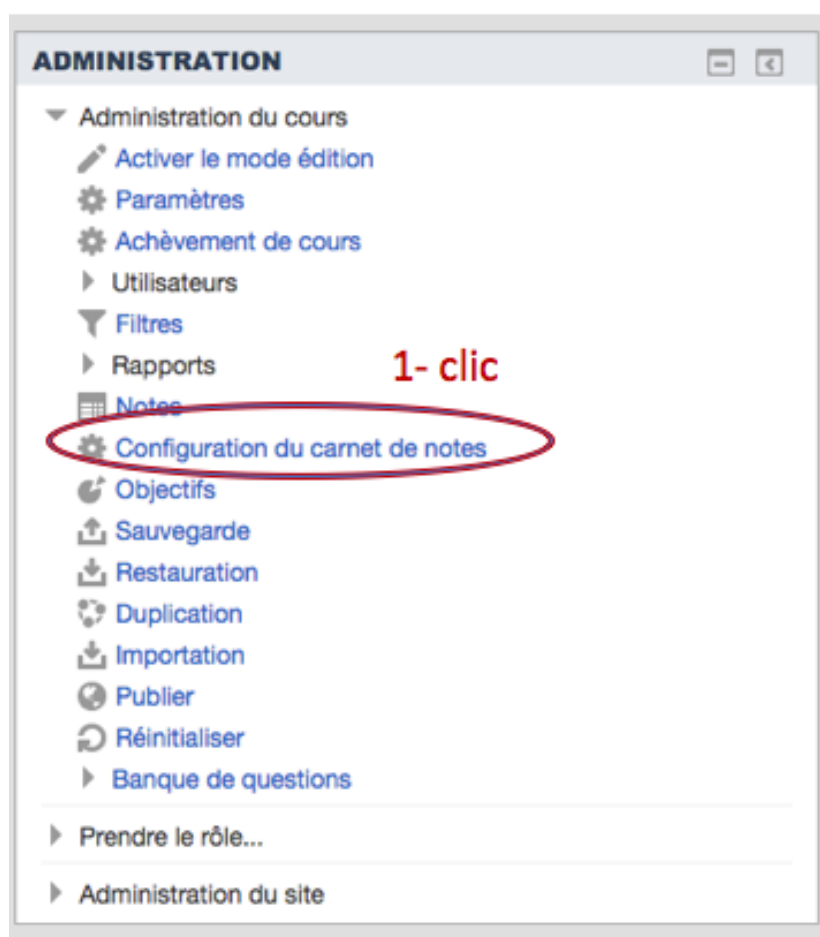 ADMINISTRATION
Administration du cours
Activer le mode édition
Paramètres
Achèvement de cours
Utilisateurs
Filtres
Rapports
1- clic
Notes
Configuration du carnet de notes
Objectifs
Sauvegarde
Restauration
Duplication
Importation
Publier
Réinitialiser
Banque de questions
Prendre le rôle...
Administration du site